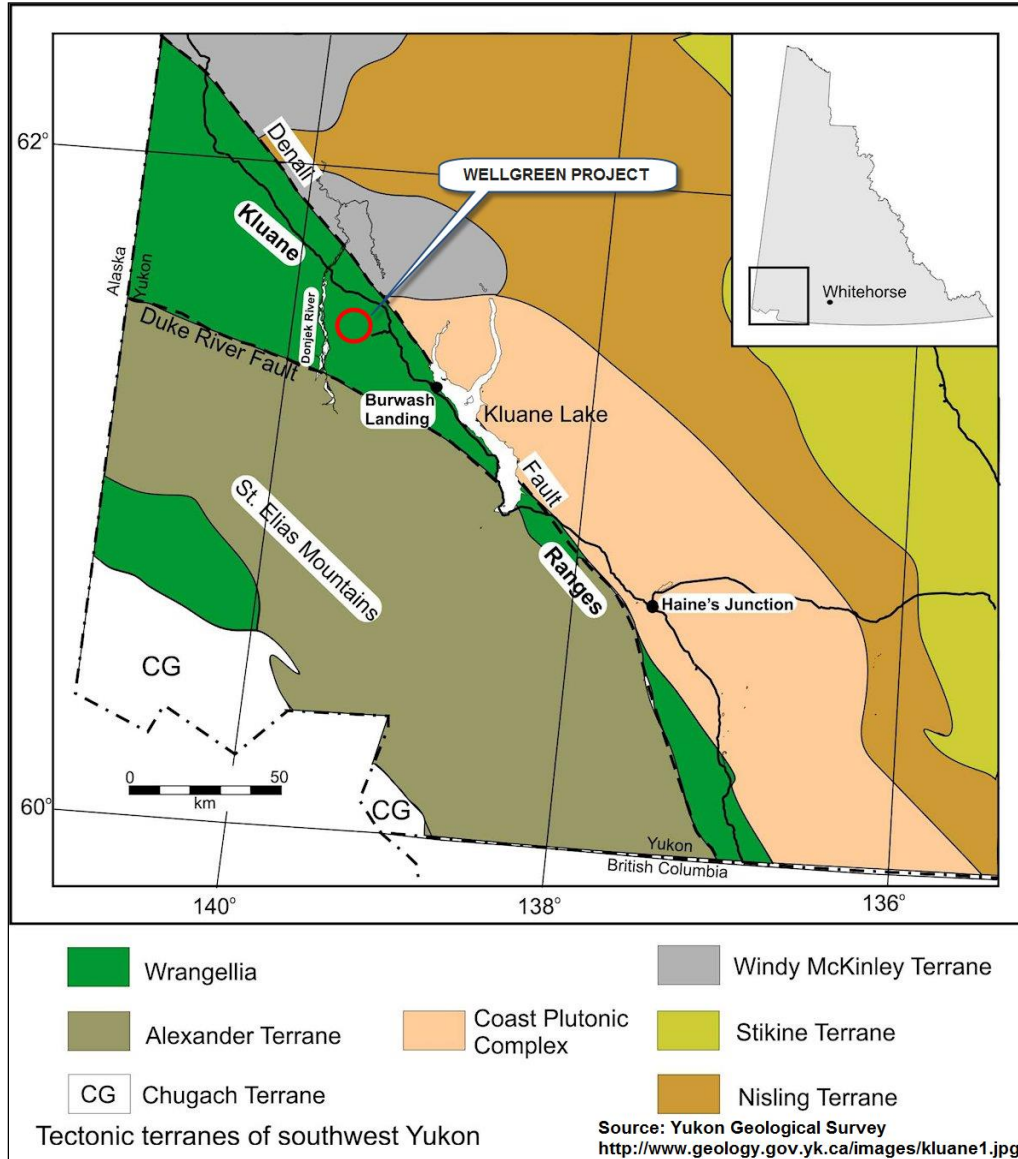 62°
Denali
WELLGREEN PROJECT
Kluane
Alaska
Yukon
Whitehorse
Donjek River
Duke River Fault
Burwash
Landing
Kluane Lake
Fault
St. Elias Mountains
Ranges
Haine's Junction
CG
0
50
km
60°
CG
Yukon
British Columbia
140°
138°
136°
Wrangellia
Windy McKinley Terrane
Alexander Terrane
Coast Plutonic
Complex
Stikine Terrane
CG
Chugach Terrane
Nisling Terrane
Tectonic terranes of southwest Yukon
Source: Yukon Geological Survey
http://www.geology.gov.yk.ca/images/kluane1.jpg